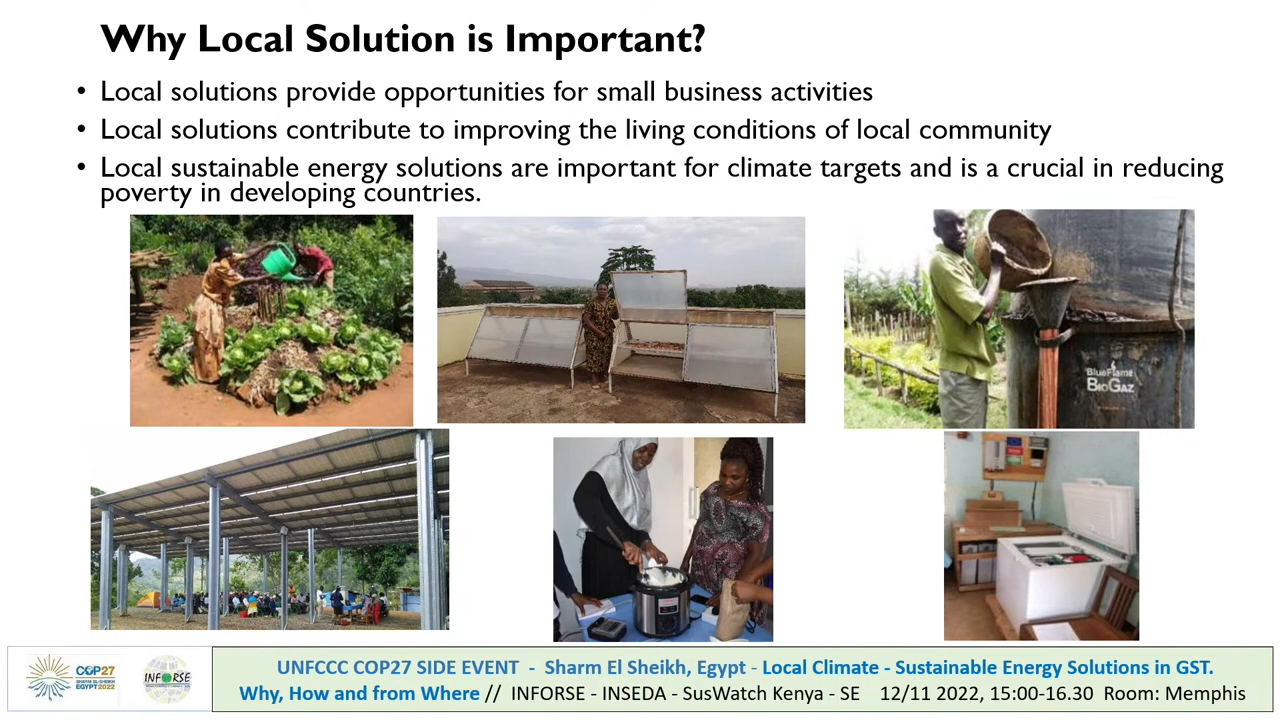 Why Local Solution is Important?
• Local solutions provide opportunities for small business activities
• Local solutions contribute to improving the living conditions of local community
• Local sustainable energy solutions are important for climate targets and is a crucial in reducing
poverty in developing countries.
BlueFlame
BIOGAZ
COP27
SHARM EL-SHEIKH
EGYPT2022
INFORSE
UNFCCC COP27 SIDE EVENT - Sharm El Sheikh, Egypt - Local Climate - Sustainable Energy Solutions in GST.
Why, How and from Where // INFORSE - INSEDA - SusWatch Kenya - SE 12/11 2022, 15:00-16.30 Room: Memphis